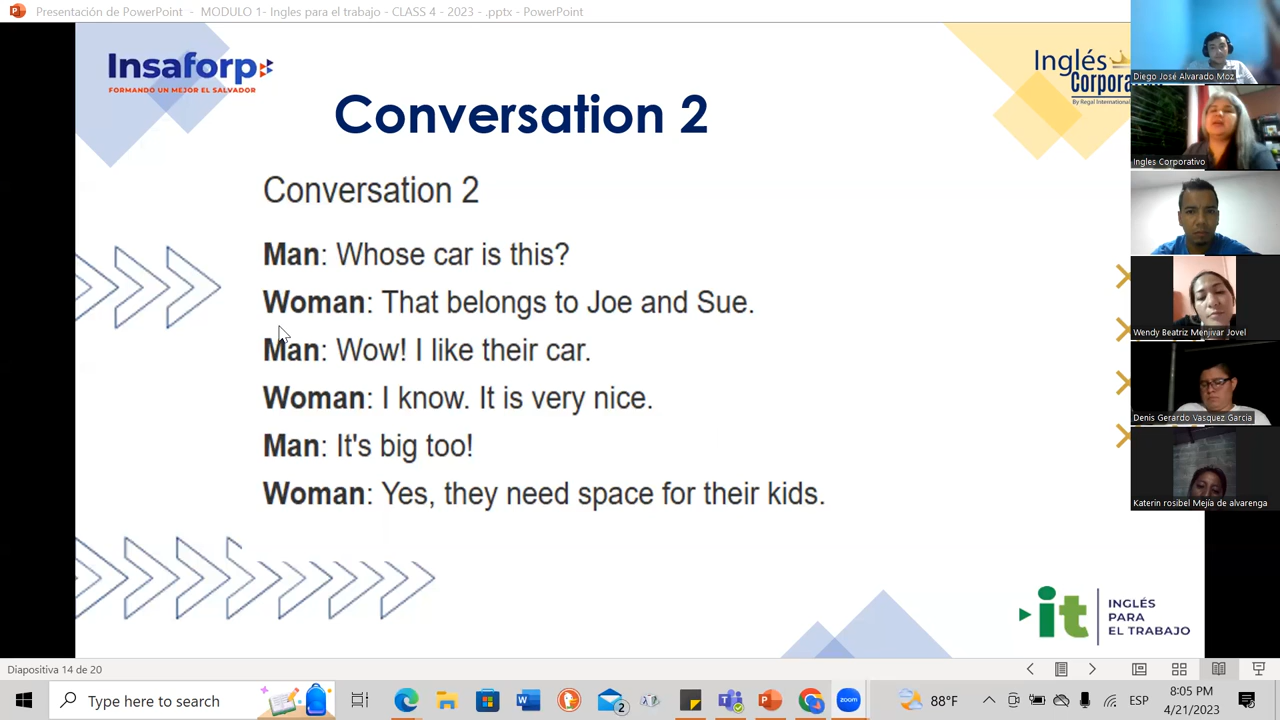 Presentación de PowerPoint - MODULO 1- Ingles para el trabajo - CLASS 4 - 2023 - .pptx - PowerPoint
Insaforp
FORMANDO UN MEJOR EL SALVADOR
Inglés
Corpora
By Regal International
Conversation 2
Conversation 2
Man: Whose car is this?
Woman: That belongs to Joe and Sue.
Man: Wow! I like their car.
Woman: I know. It is very nice.
Man: It's big too!
Woman: Yes, they need space for their kids.
Diego José Alvarado Moz
Ingles Corporativo
Wendy Beatriz Menjivar Jovel
Denis Gerardo Vasquez Garcia
Katerin rosibel Mejía de alvarenga
it
INGLÉS
PARA
EL TRABAJO
Diapositiva 14 de 20
Type here to search
2
zoom
88°F
ESP
8:05 PM
4/21/2023